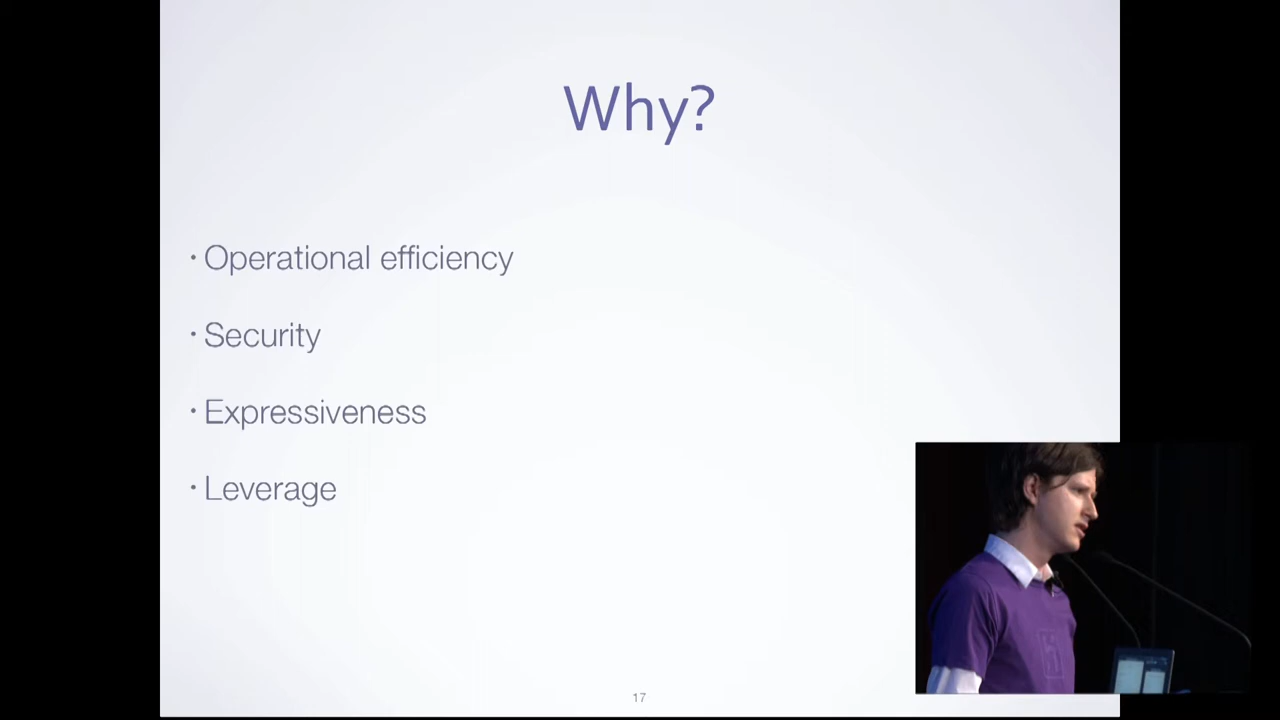 Why?
· Operational efficiency
· Security
· Expressiveness
· Leverage
17